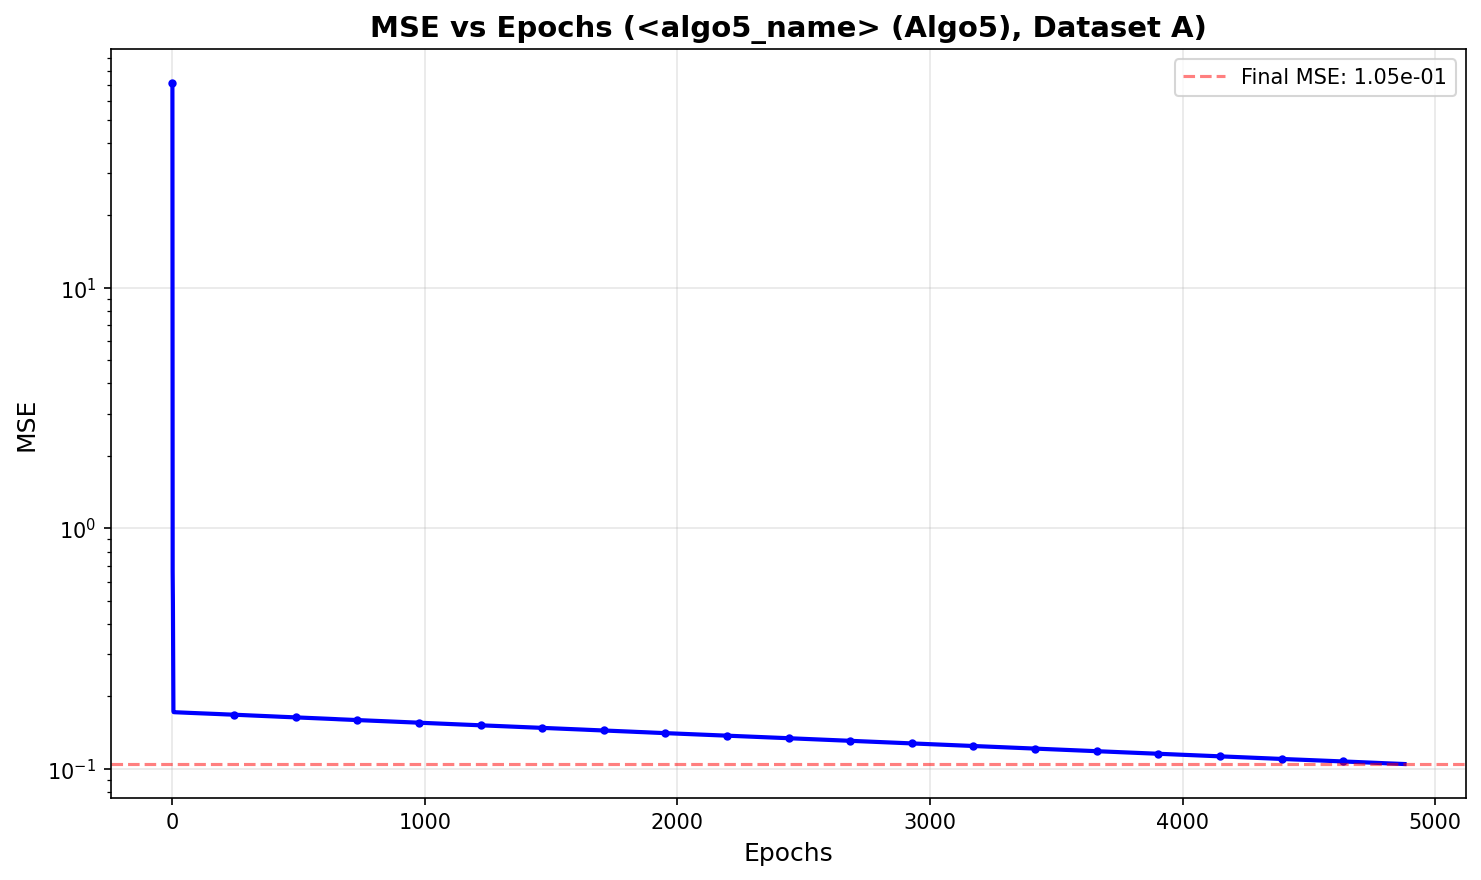 MSE vs Epochs (<algo5_name> (Algo5), Dataset A)
Final MSE: 1.05e-01
MSE
10¹
10⁰
10⁻¹
0 1000 2000 3000 4000 5000
Epochs